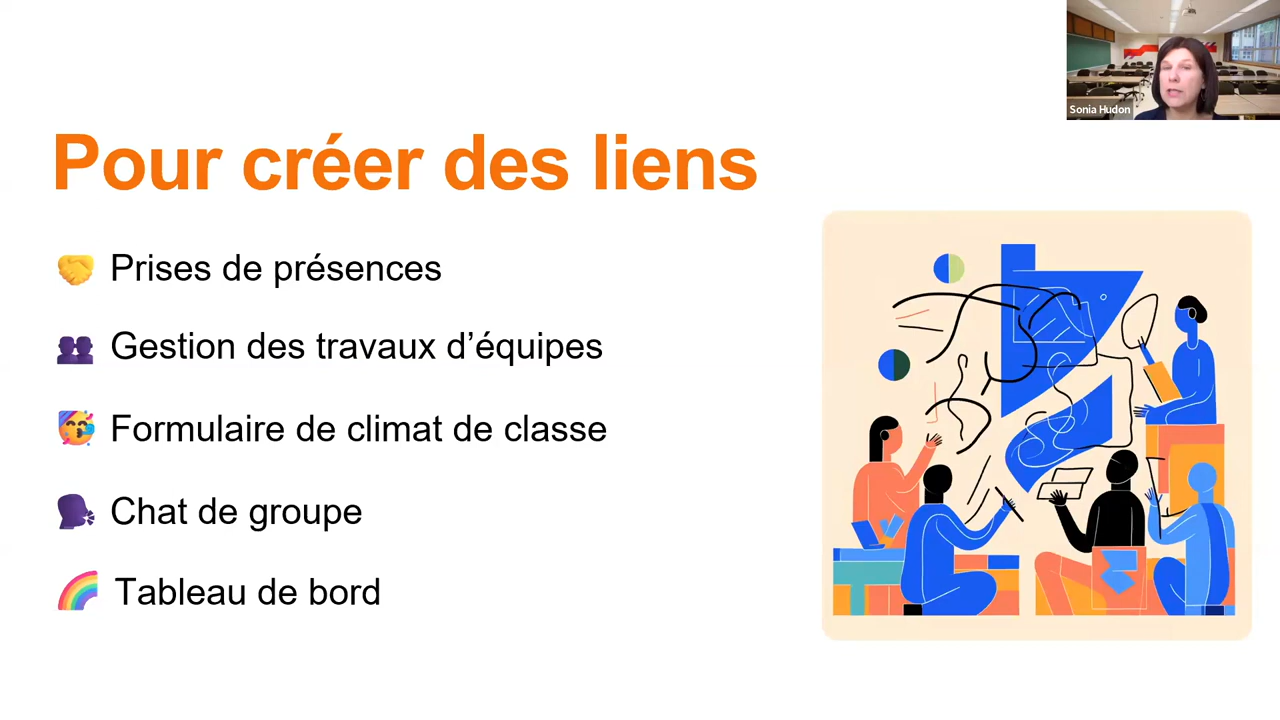 Sonia Hudon
Pour créer des liens
Prises de présences
Gestion des travaux d’équipes
Formulaire de climat de classe
Chat de groupe
Tableau de bord